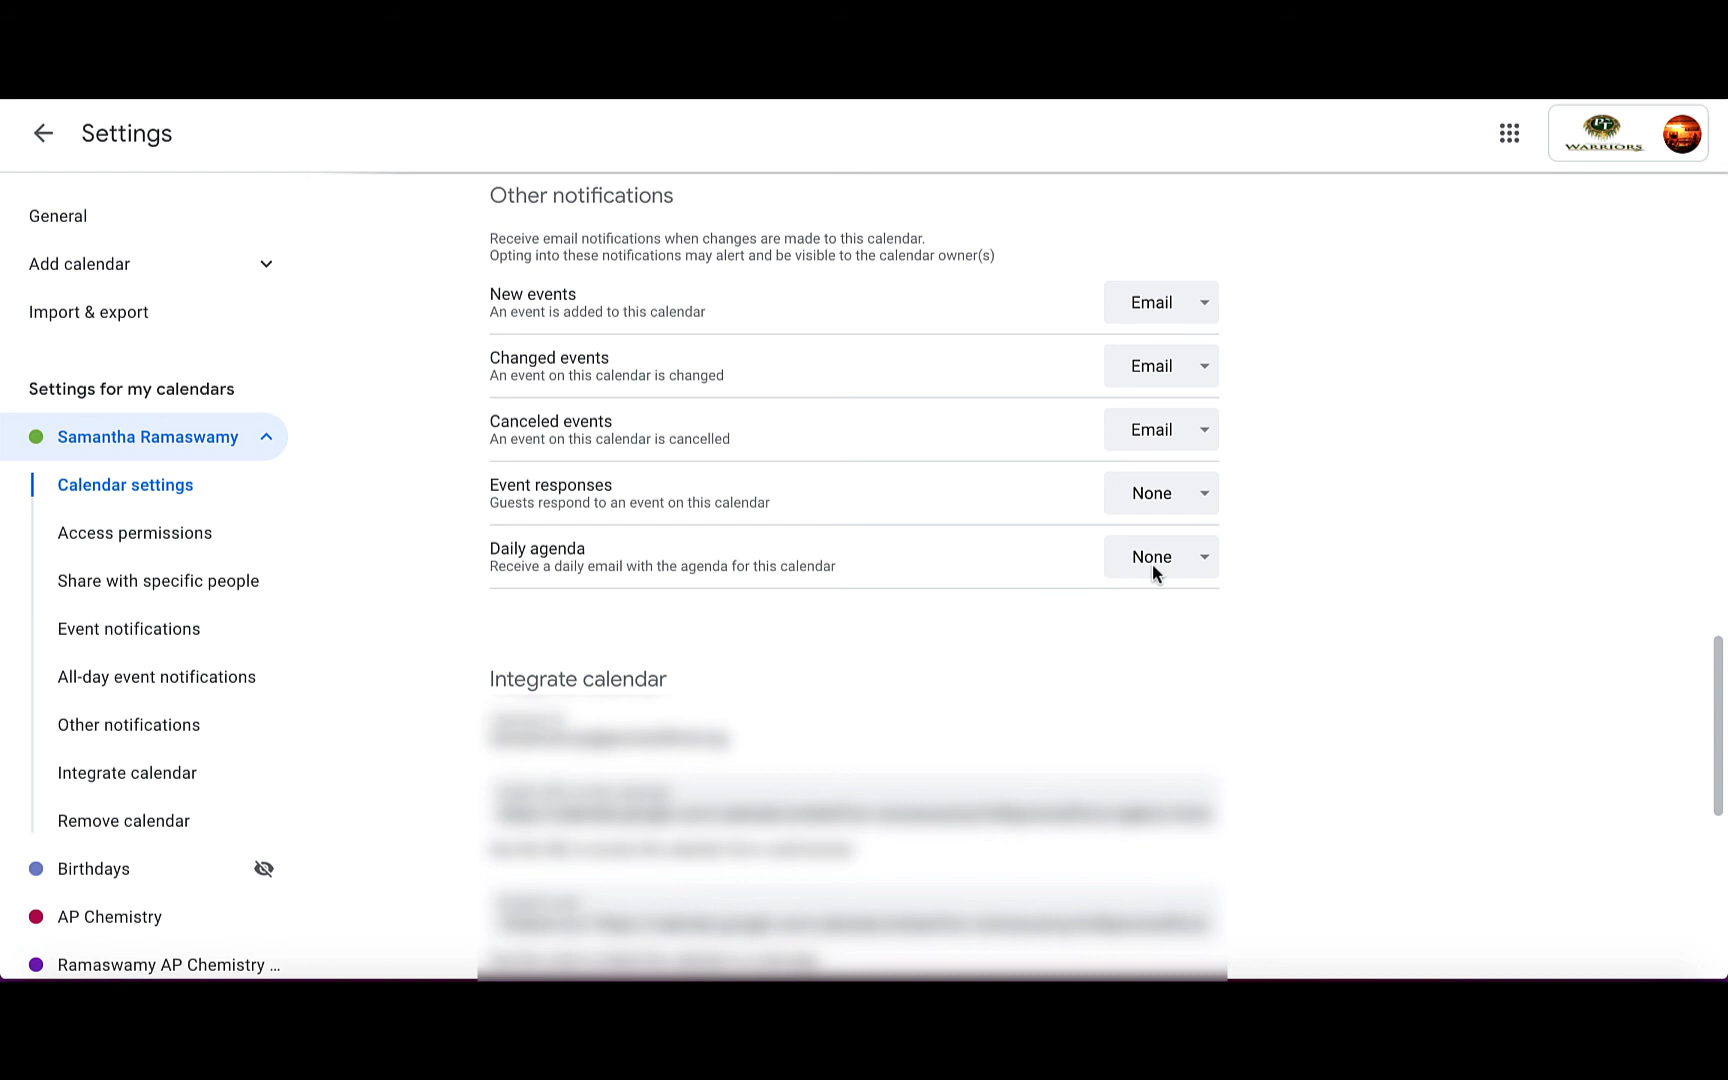 Settings
PT
WARRIORS
General
Add calendar
Import & export
Settings for my calendars
Samantha Ramaswamy
Calendar settings
Access permissions
Share with specific people
Event notifications
All-day event notifications
Other notifications
Integrate calendar
Remove calendar
Birthdays
AP Chemistry
Ramaswamy AP Chemistry ...
Other notifications
Receive email notifications when changes are made to this calendar.
Opting into these notifications may alert and be visible to the calendar owner(s)
New events
An event is added to this calendar
Email
Changed events
An event on this calendar is changed
Email
Canceled events
An event on this calendar is cancelled
Email
Event responses
Guests respond to an event on this calendar
None
Daily agenda
Receive a daily email with the agenda for this calendar
None
Integrate calendar